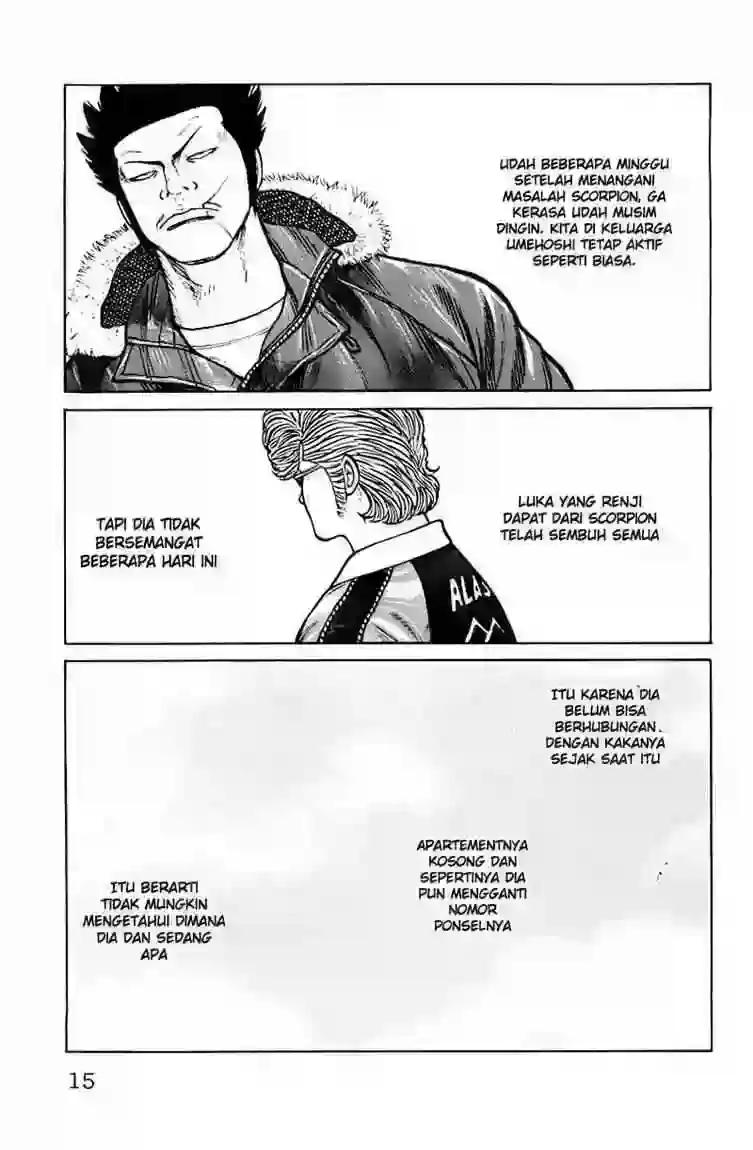 UDAH BEBERAPA MINGGU
SETELAH MENANGANI
MASALAH SCORPION, GA
KERASA UDAH MUSIM
DINGIN. KITA DI KELUARGA
UMEHOSHI TETAP AKTIF
SEPERTI BIASA.
LUKA YANG RENJI
DAPAT DARI SCORPION
TELAH SEMBUH SEMUA
TAPI DIA TIDAK
BERSEMANGAT
BEBERAPA HARI INI
ALAS
ITU KARENA DIA
BELUM BISA
BERHUBUNGAN
DENGAN KAKANYA
SEJAK SAAT ITU
APARTEMENTNYA
KOSONG DAN
SEPERTINYA DIA
PUN MENGGANTI
NOMOR
PONSELNYA
ITU BERARTI
TIDAK MUNGKIN
MENGETAHUI DIMANA
DIA DAN SEDANG
APA
15